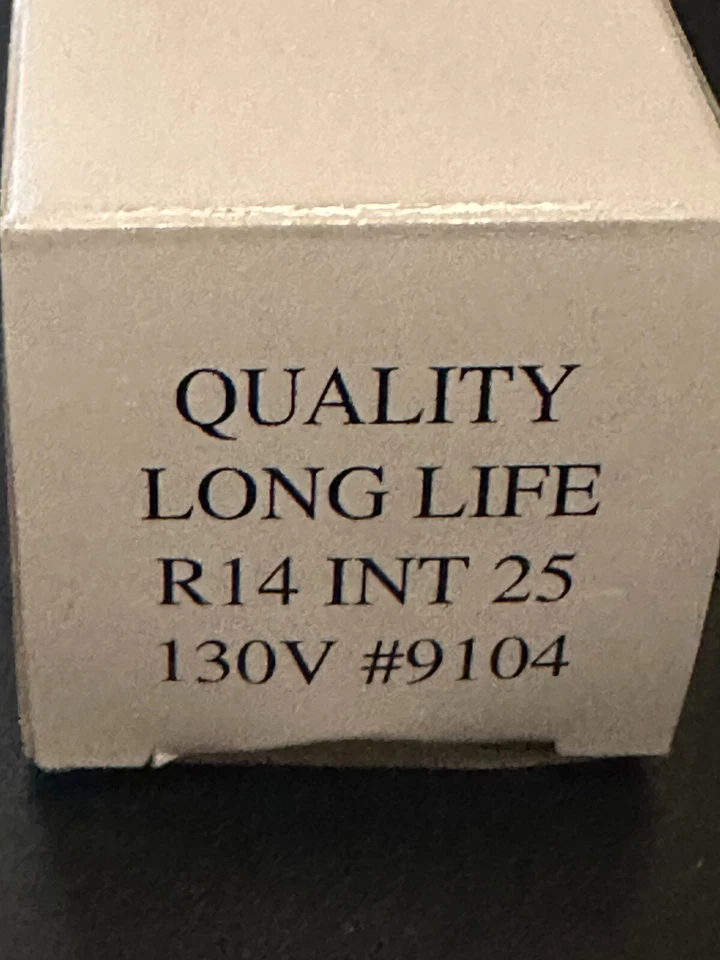 QUALITY
LONG LIFE
R14 INT 25
130V #9104